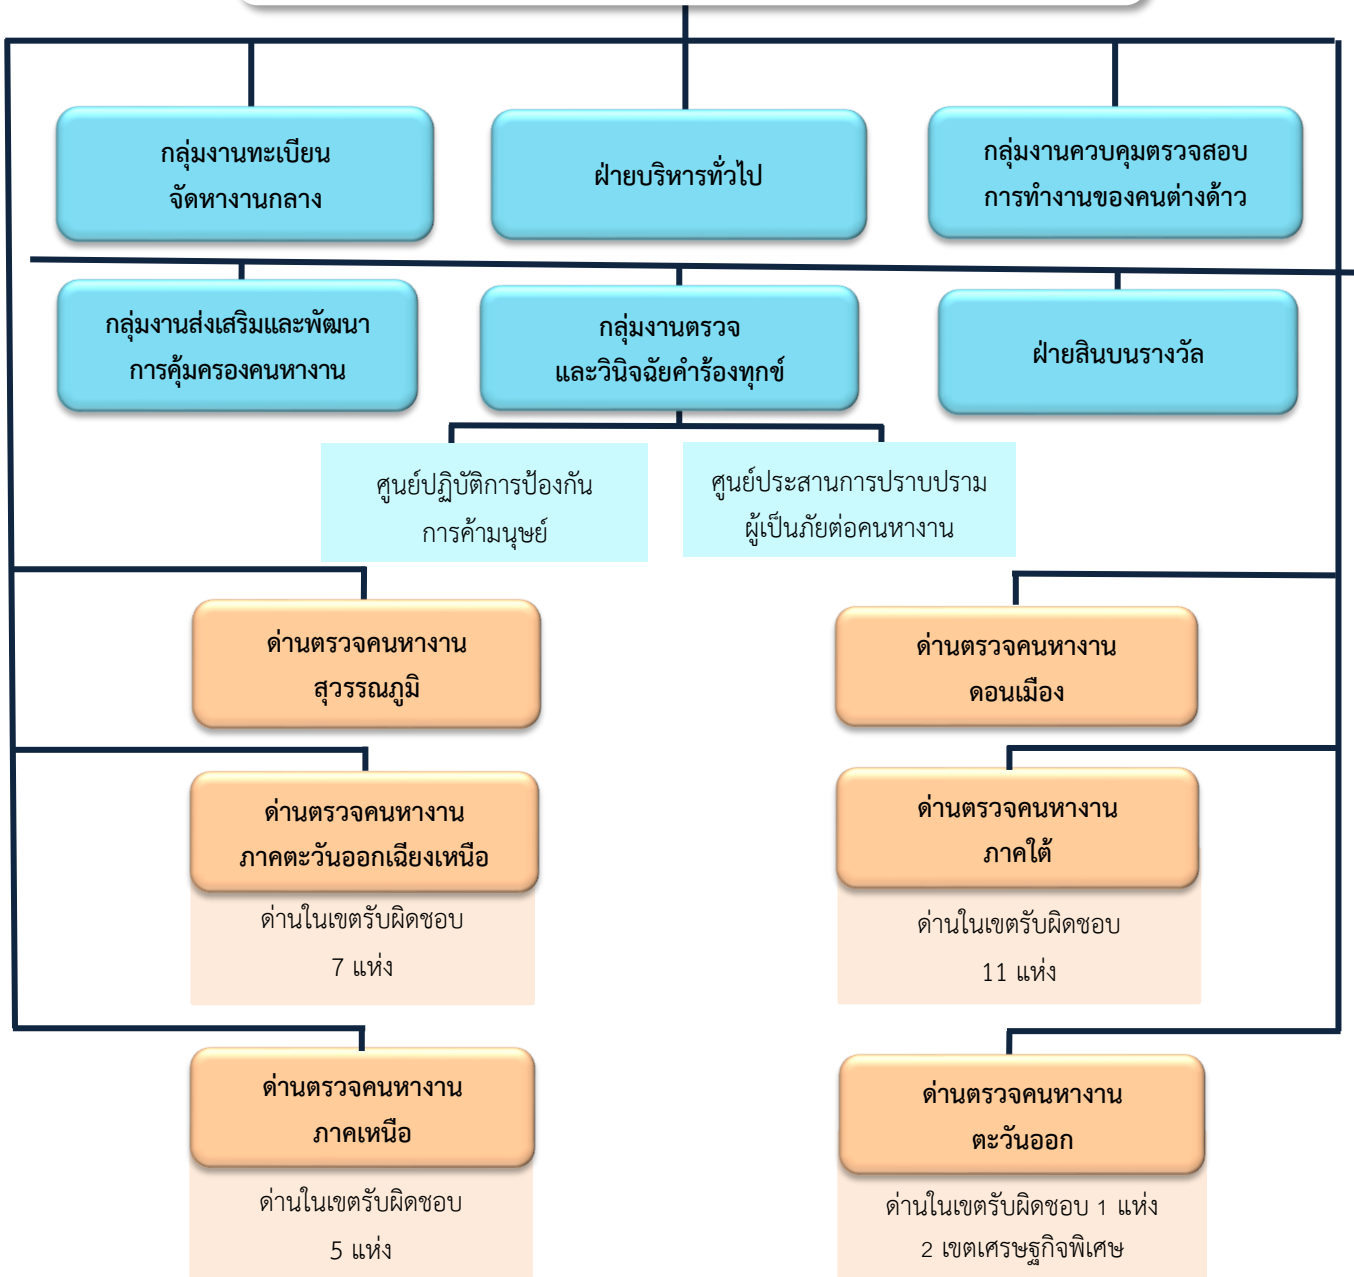 กลุ่มงานทะเบียน
จัดหางานกลาง
ฝ่ายบริหารทั่วไป
กลุ่มงานควบคุมตรวจสอบ
การทำงานของคนต่างด้าว
กลุ่มงานส่งเสริมและพัฒนา
การคุ้มครองคนหางาน
กลุ่มงานตรวจ
และวินิจฉัยคำร้องทุกข์
ฝ่ายสินบนรางวัล
ศูนย์ปฏิบัติการป้องกัน
การค้ามนุษย์
ศูนย์ประสานการปราบปราม
ผู้เป็นภัยต่อคนหางาน
ด่านตรวจคนหางาน
สุวรรณภูมิ
ด่านตรวจคนหางาน
ดอนเมือง
ด่านตรวจคนหางาน
ภาคตะวันออกเฉียงเหนือ
ด่านในเขตรับผิดชอบ
7 แห่ง
ด่านตรวจคนหางาน
ภาคใต้
ด่านในเขตรับผิดชอบ
11 แห่ง
ด่านตรวจคนหางาน
ภาคเหนือ
ด่านในเขตรับผิดชอบ
5 แห่ง
ด่านตรวจคนหางาน
ตะวันออก
ด่านในเขตรับผิดชอบ 1 แห่ง
2 เขตเศรษฐกิจพิเศษ